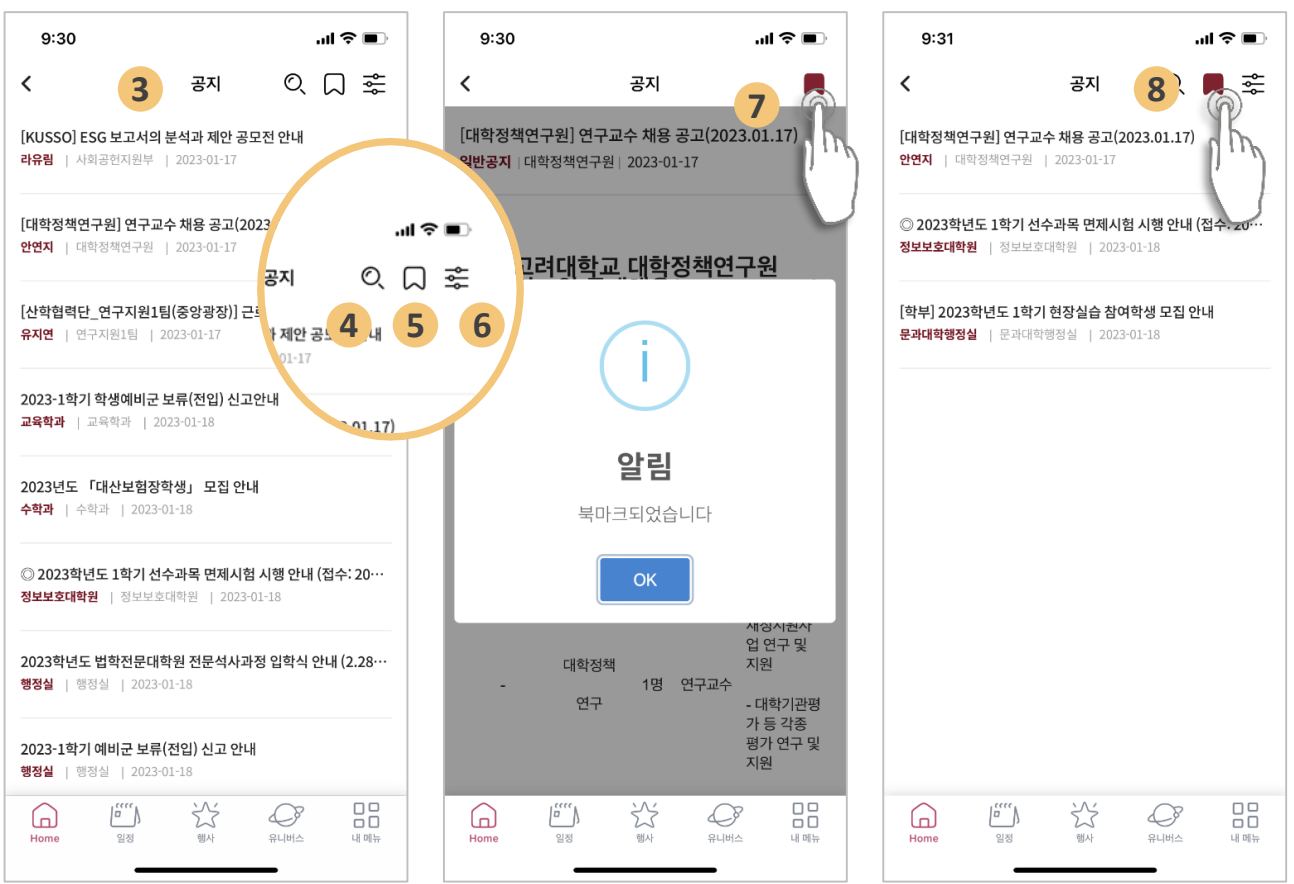 9:30
3
공지
[KUSSO] ESG 보고서의 분석과 제안 공모전 안내
라유림 | 사회공헌지원부 | 2023-01-17
[대학정책연구원] 연구교수 채용 공고(2023
안연지 | 대학정책연구원 | 2023-01-17
[산학협력단_연구지원1팀(중앙광장)] 근로
유지연 | 연구지원1팀 | 2023-01-17
2023-1학기 학생예비군 보류(전입) 신고안내
교육학과 | 교육학과 | 2023-01-18
2023년도 「대산보험장학생」 모집 안내
수학과 | 수학과 | 2023-01-18
◎ 2023학년도 1학기 선수과목 면제시험 시행 안내 (접수: 20…
정보보호대학원 | 정보보호대학원 | 2023-01-18
2023학년도 법학전문대학원 전문석사과정 입학식 안내 (2.28…
행정실 | 행정실 | 2023-01-18
2023-1학기 예비군 보류(전입) 신고 안내
행정실 | 행정실 | 2023-01-18
Home 일정 행사 유니버스 내 메뉴
공지
4 5 6
제안 공
내
01-17
.01.17)
9:30
공지
7
[대학정책연구원] 연구교수 채용 공고(2023.01.17)
일반공지 | 대학정책연구원 | 2023-01-17
고려대학교 대학정책연구원
i
알림
북마크되었습니다
OK
재정지원사
업 연구 및
지원
-
대학정책
연구
1명 연구교수
- 대학기관평
가 등 각종
평가 연구 및
지원
Home 일정 행사 유니버스 내 메뉴
9:31
공지
8
[대학정책연구원] 연구교수 채용 공고(2023.01.17)
안연지 | 대학정책연구원 | 2023-01-17
◎ 2023학년도 1학기 선수과목 면제시험 시행 안내 (접수: 20…
정보보호대학원 | 정보보호대학원 | 2023-01-18
[학부] 2023학년도 1학기 현장실습 참여학생 모집 안내
문과대학행정실 | 문과대학행정실 | 2023-01-18
Home 일정 행사 유니버스 내 메뉴